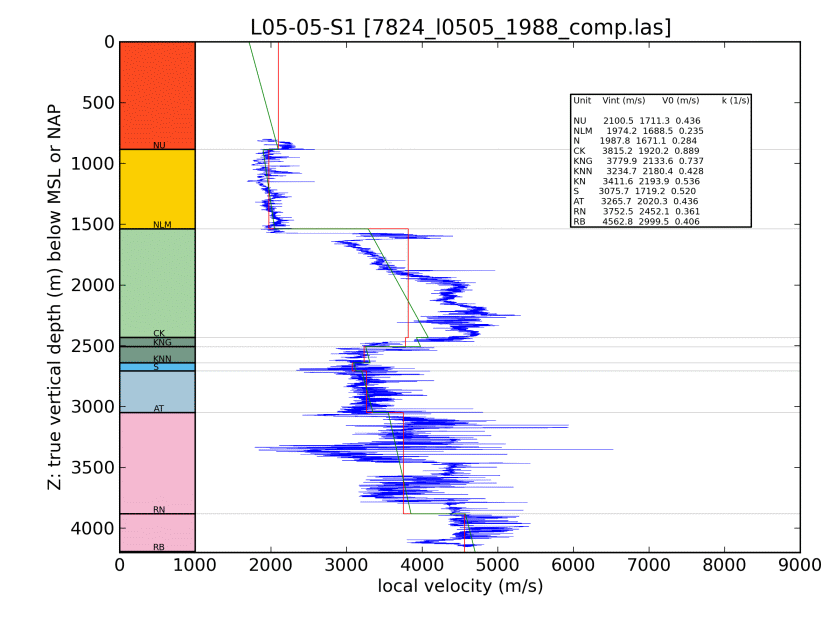 L05-05-S1 [7824_l0505_1988_comp.las]
Z: true vertical depth (m) below MSL or NAP
0
500
1000
1500
2000
2500
3000
3500
4000
NU
NLM
CK
KNG
KNN
S
AT
RN
RB
Unit Vint (m/s) V0 (m/s) k (1/s)
NU 2100.5 1711.3 0.436
NLM 1974.2 1688.5 0.235
N 1987.8 1671.1 0.284
CK 3815.2 1920.2 0.889
KNG 3779.9 2133.6 0.737
KNN 3234.7 2180.4 0.428
KN 3411.6 2193.9 0.536
S 3075.7 1719.2 0.520
AT 3265.7 2020.3 0.436
RN 3752.5 2452.1 0.361
RB 4562.8 2999.5 0.406
0 1000 2000 3000 4000 5000 6000 7000 8000 9000
local velocity (m/s)